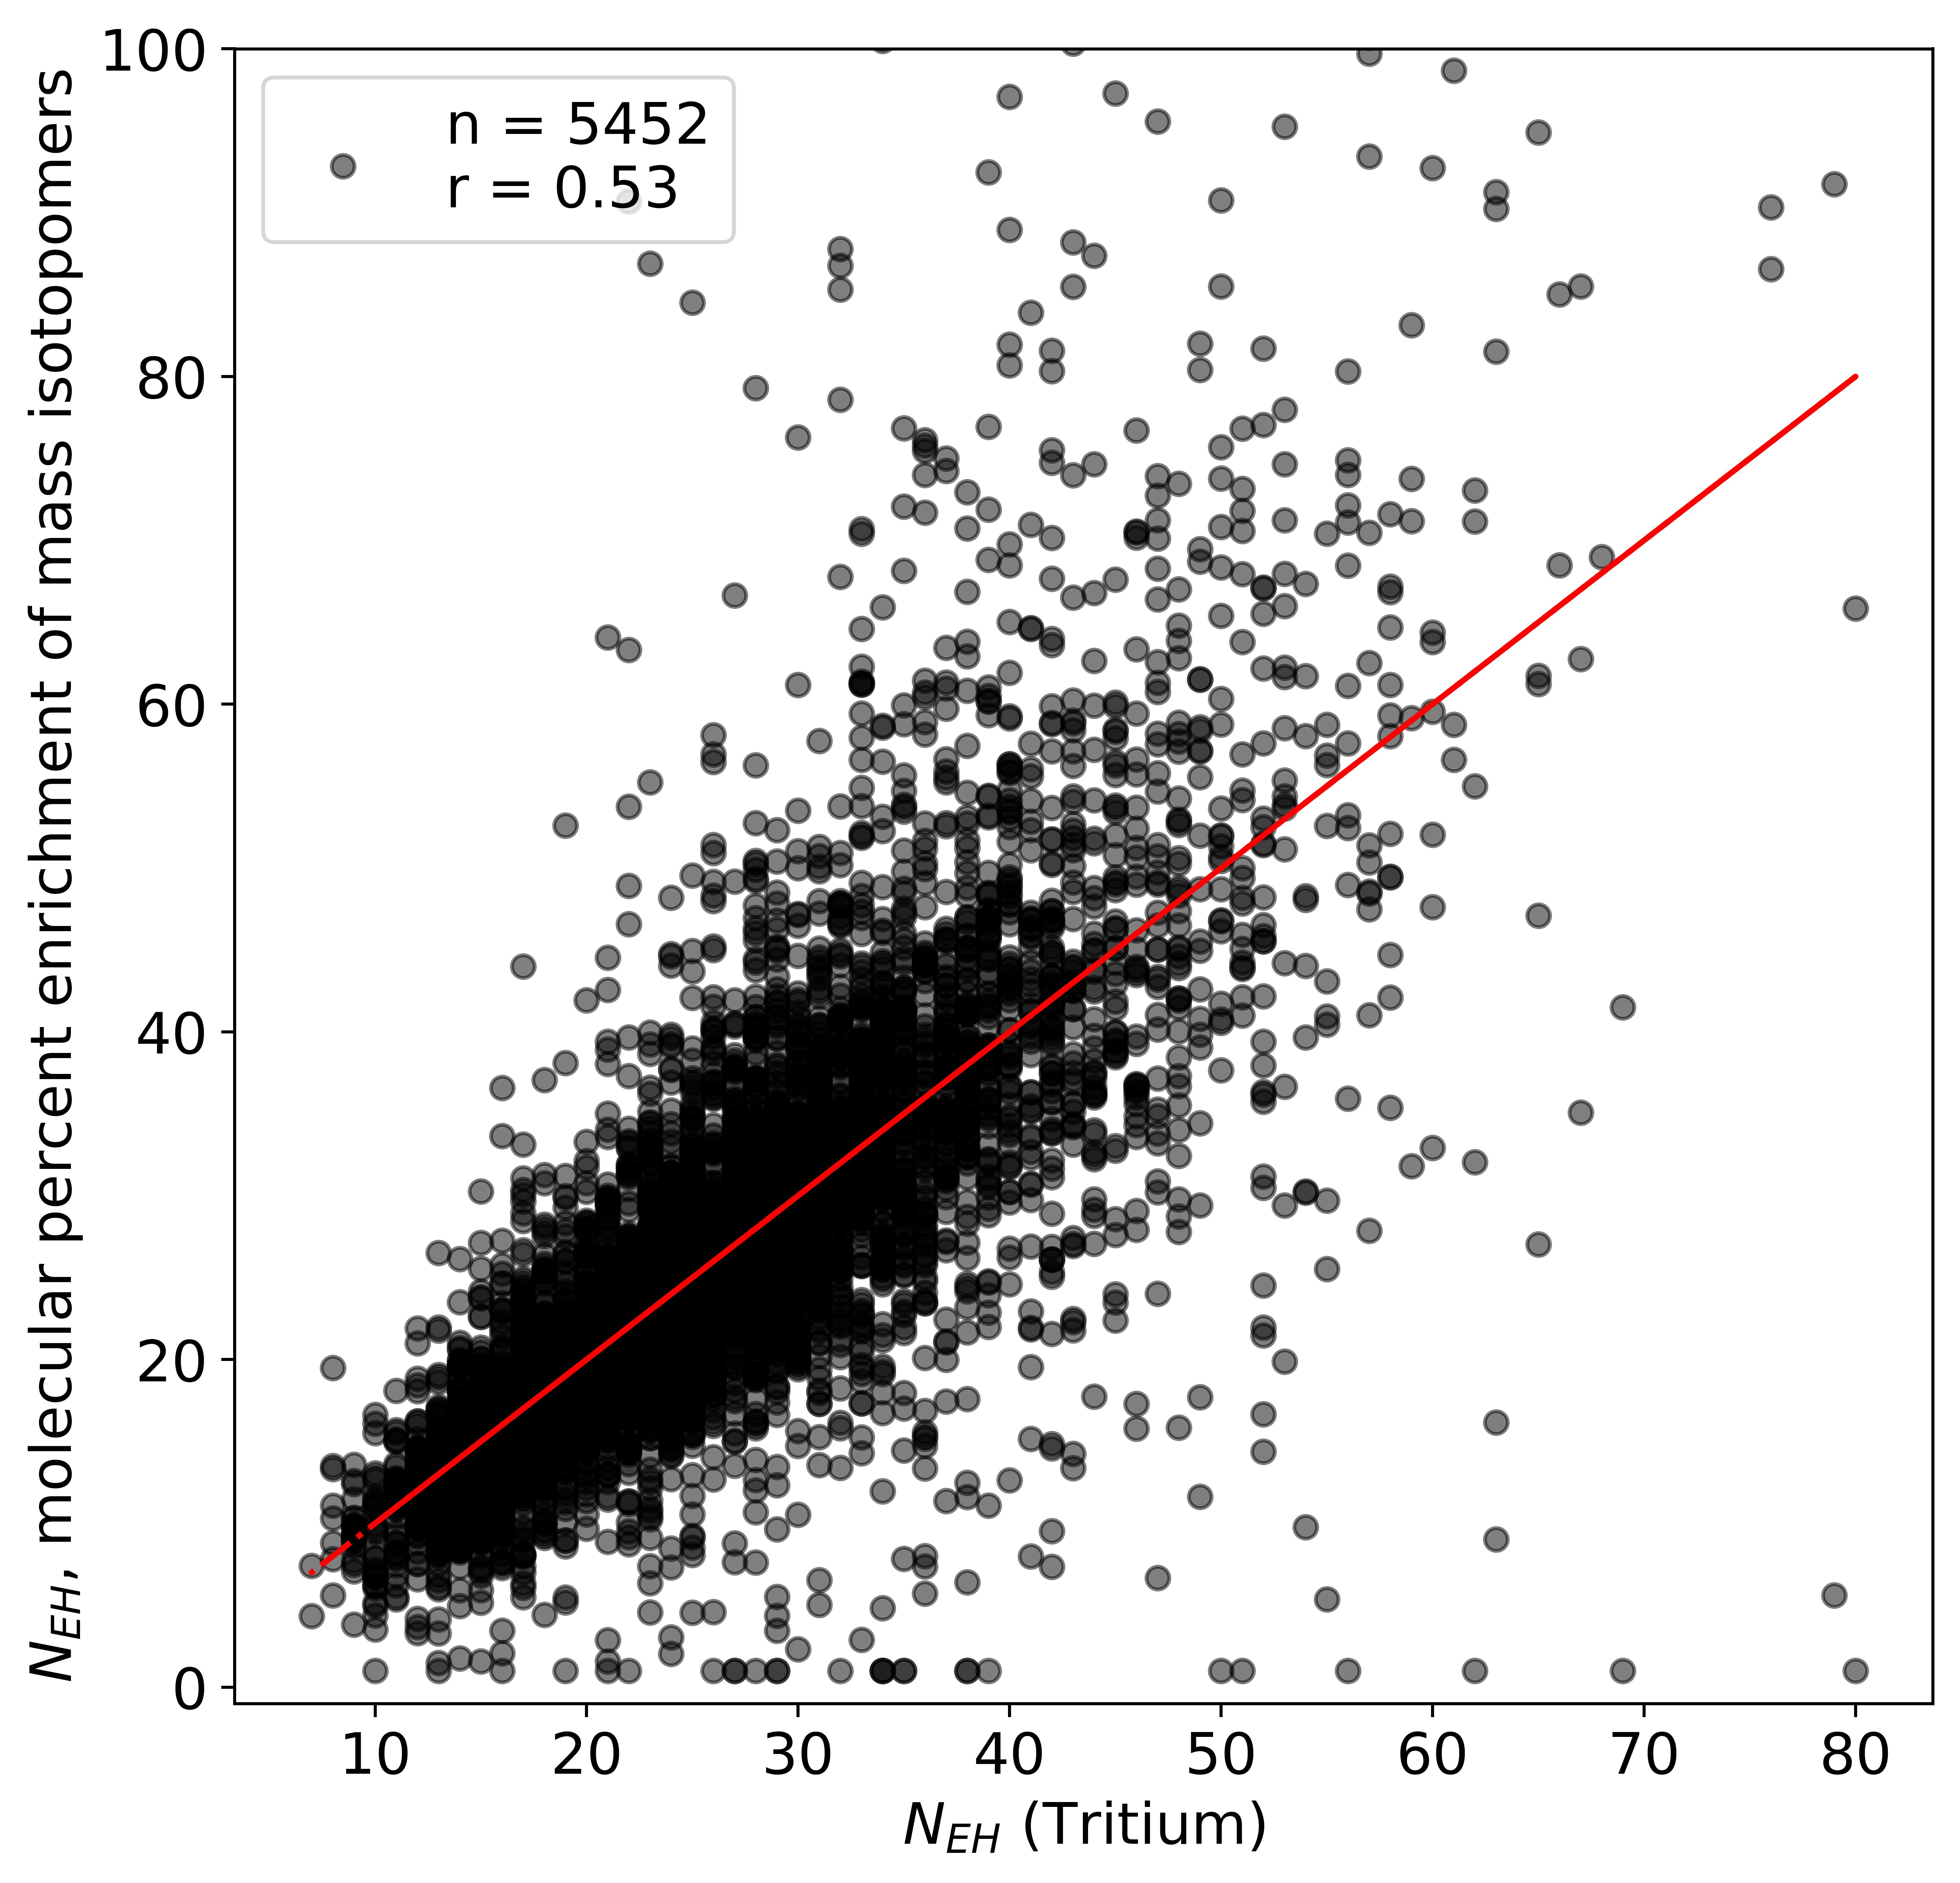 n = 5452
r = 0.53
100
80
60
40
20
0
N_EH, molecular percent enrichment of mass isotopomers
10 20 30 40 50 60 70 80
N_EH (Tritium)